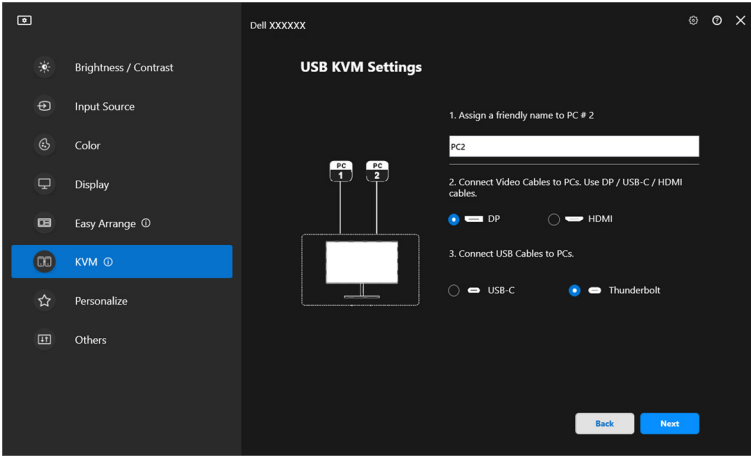 Dell XXXXXX
Brightness / Contrast
Input Source
Color
Display
Easy Arrange
KVM
Personalize
Others
USB KVM Settings
PC
1
PC
2
1. Assign a friendly name to PC # 2
PC2
2. Connect Video Cables to PCs. Use DP / USB-C / HDMI
cables.
DP
HDMI
3. Connect USB Cables to PCs.
USB-C
Thunderbolt
Back
Next